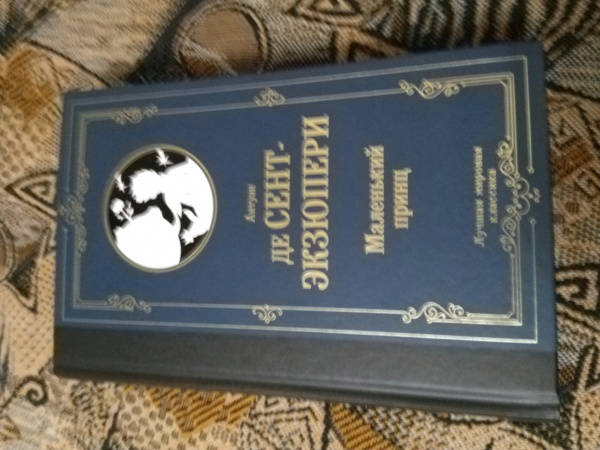 Антуан
ДЕ СЕНТ-
ЭКЗЮПЕРИ
Маленький
принц
Лучшая мировая
классика